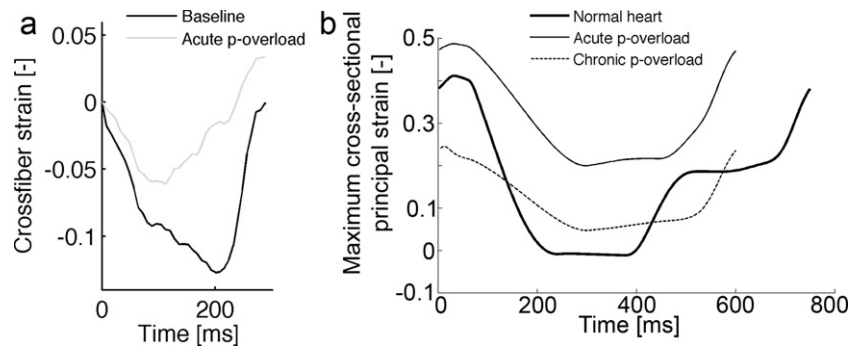 a
Baseline
Acute p-overload
Crossfiber strain [-]
0.05
0
-0.05
-0.1
0
200
Time [ms]
b
Normal heart
Acute p-overload
Chronic p-overload
Maximum cross-sectional
principal strain [-]
0.5
0.3
0.1
0
-0.1
0
200
400
600
800
Time [ms]